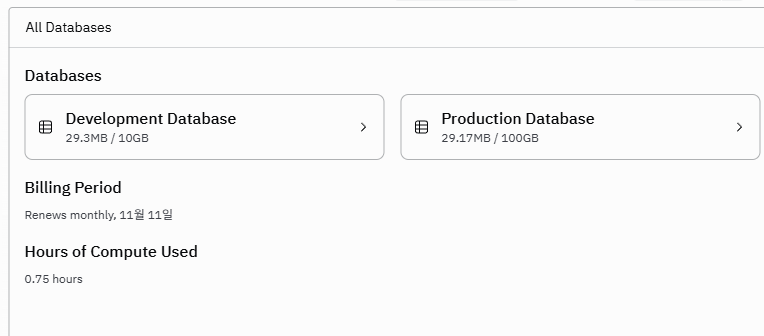 All Databases
Databases
Development Database
29.3MB / 10GB
Production Database
29.17MB / 100GB
Billing Period
Renews monthly, 11월 11일
Hours of Compute Used
0.75 hours